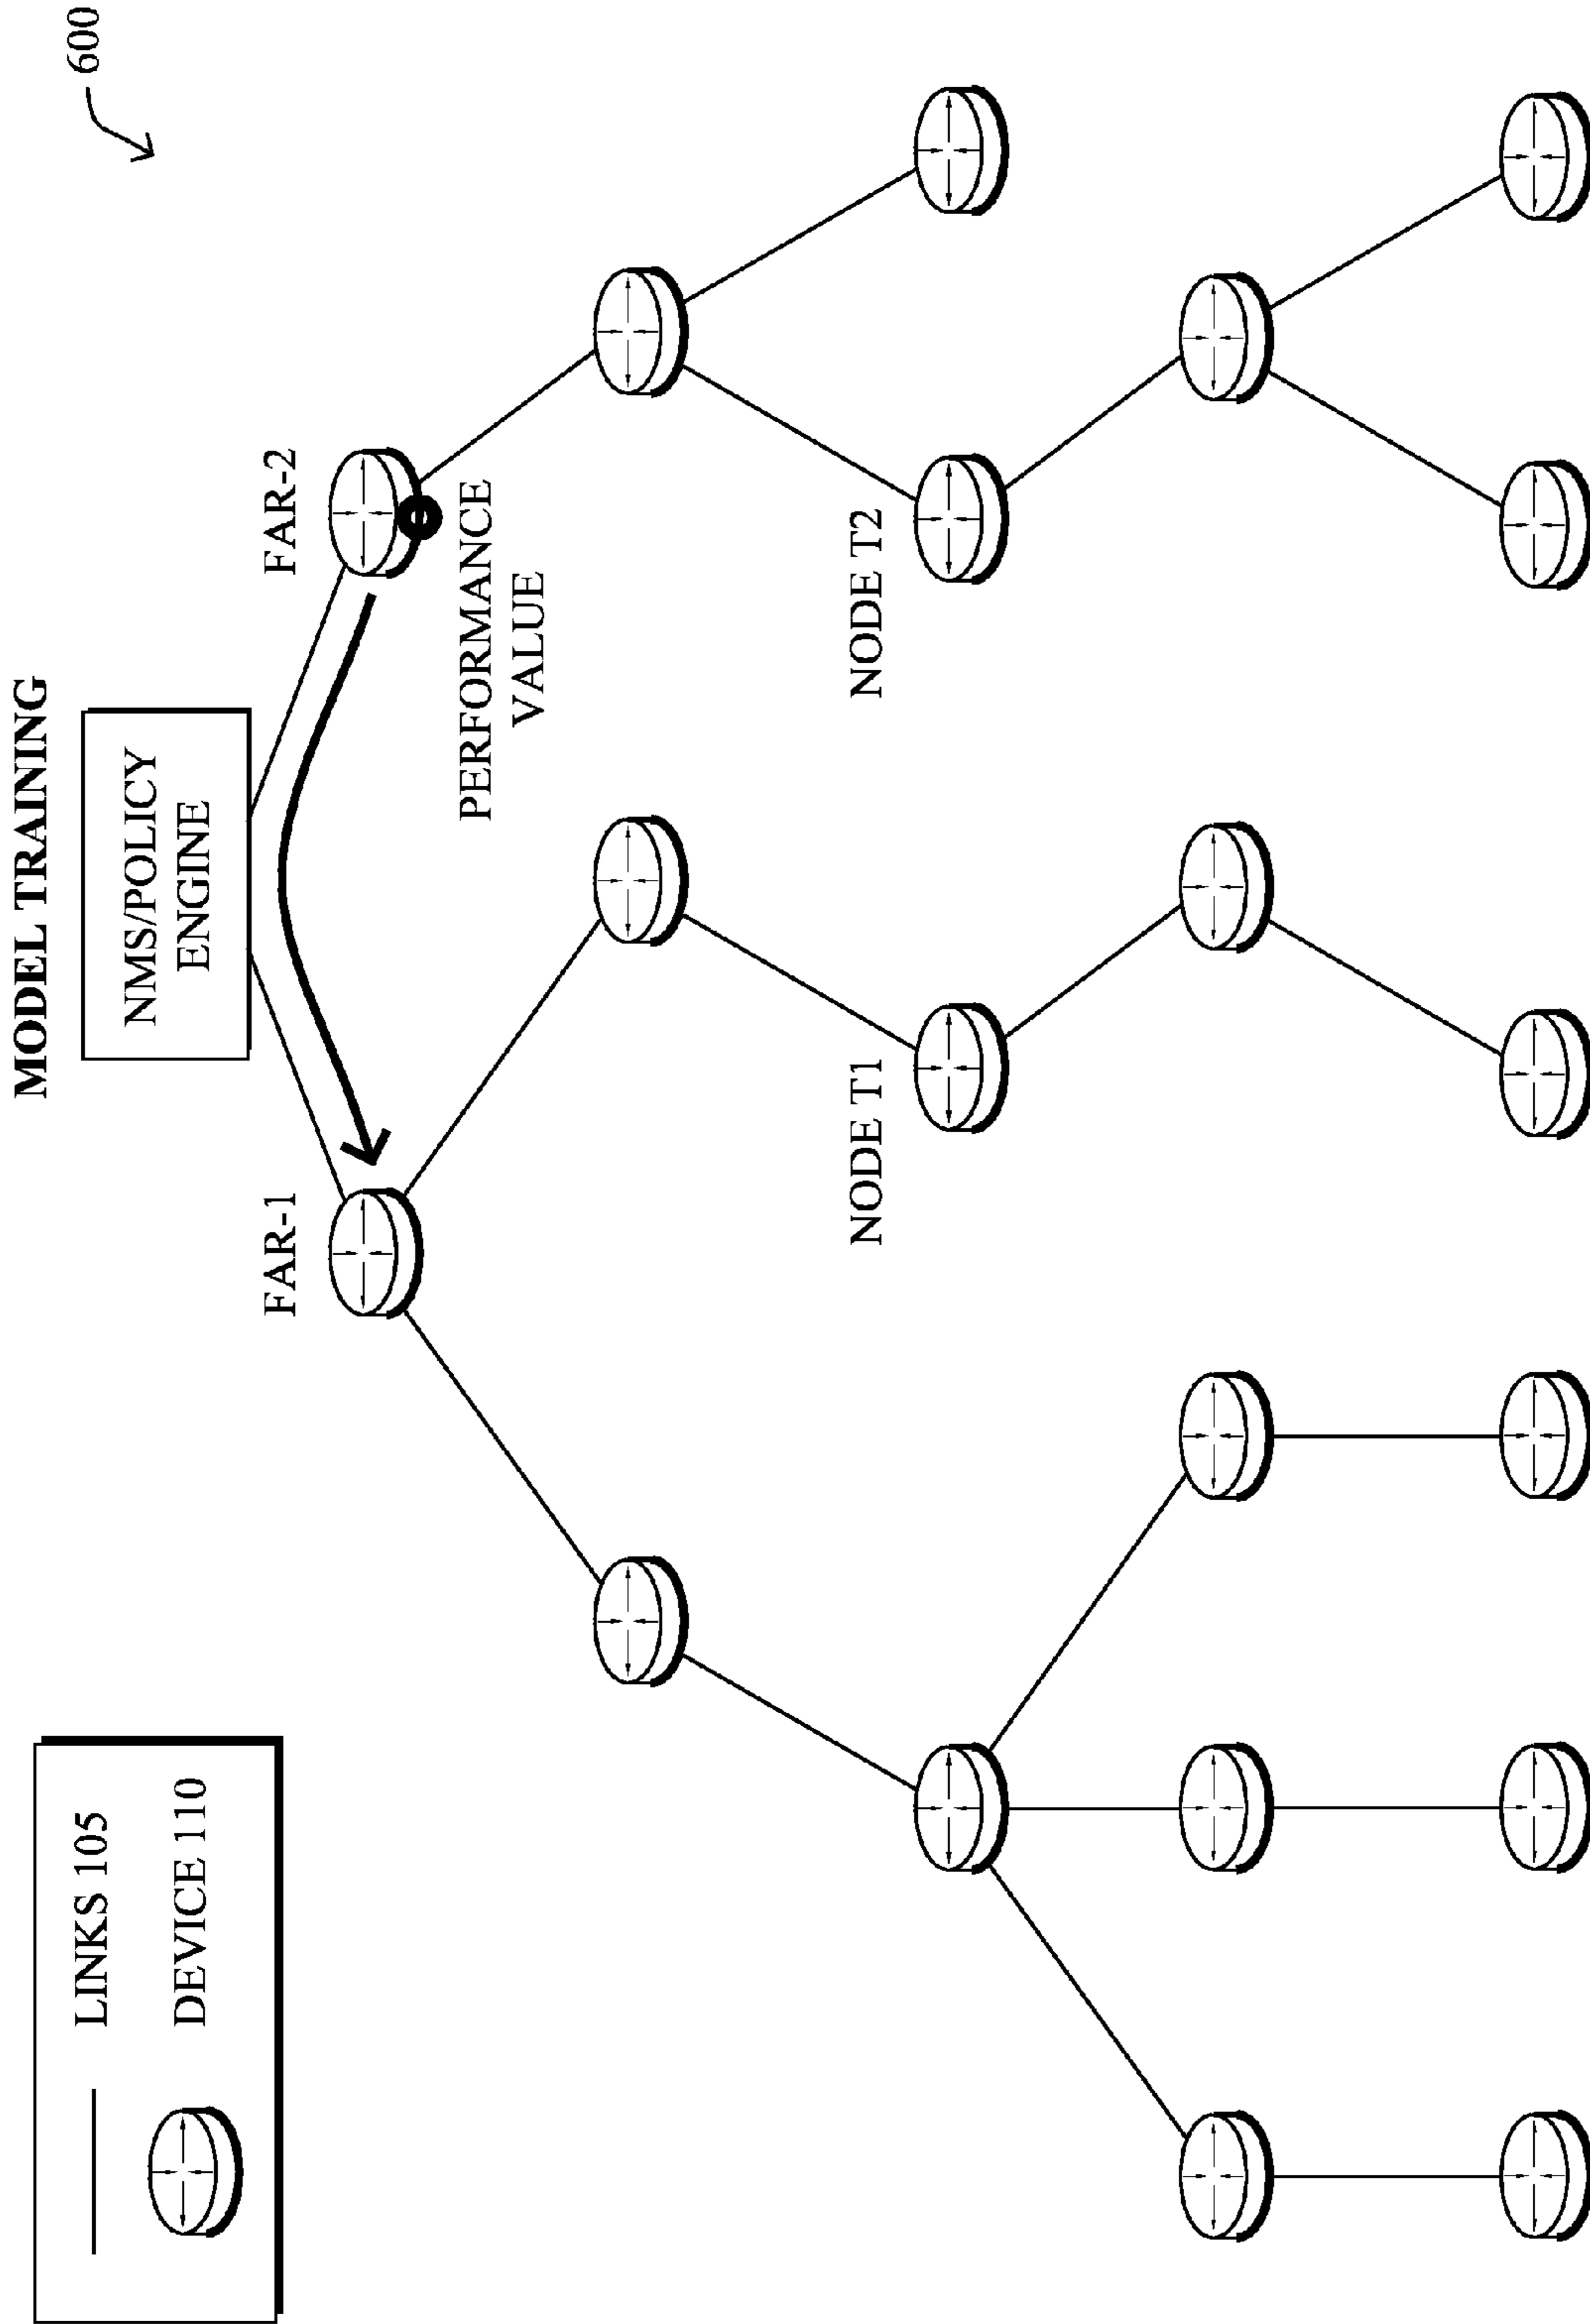 MODEL TRAINING
600
LINKS 105
DEVICE 110
NMS/POLICY
ENGINE
FAR-1
FAR-2
PERFORMANCE
VALUE
NODE T1
NODE T2